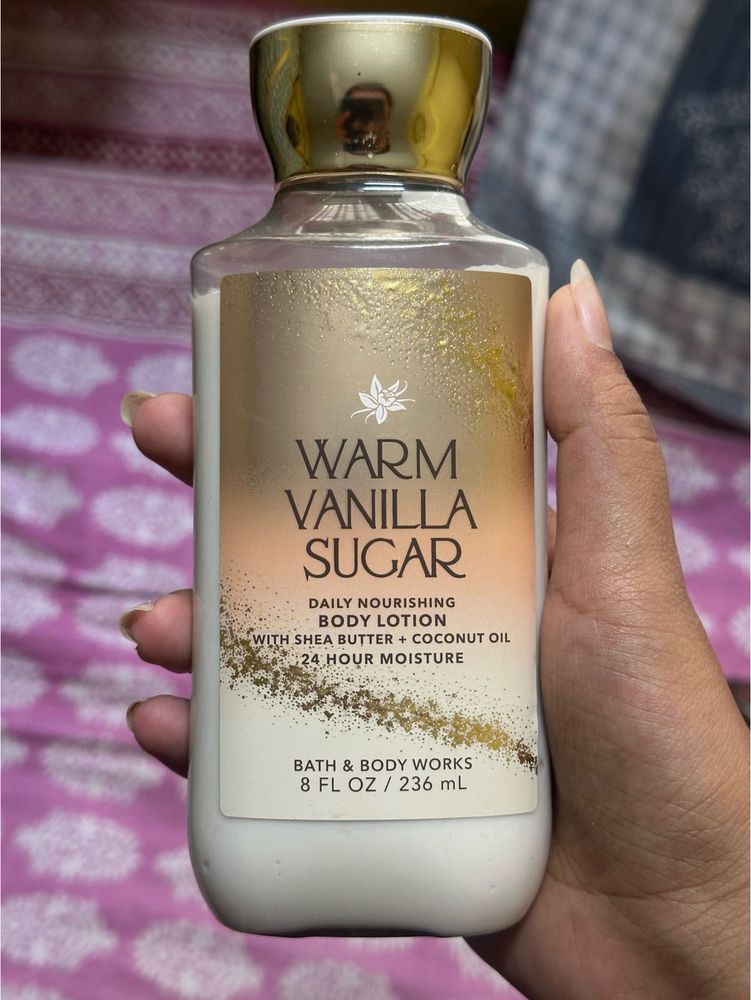 WARM
VANILLA
SUGAR
DAILY NOURISHING
BODY LOTION
WITH SHEA BUTTER + COCONUT OIL
24 HOUR MOISTURE
BATH & BODY WORKS
8 FL OZ / 236 mL